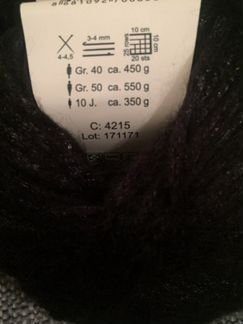 3-4 mm 10 cm
10 cm
4-4,5 20 sts
Gr. 40 ca. 450 g
Gr. 50 ca. 550 g
10 J. ca. 350 g
C: 4215
Lot: 171171